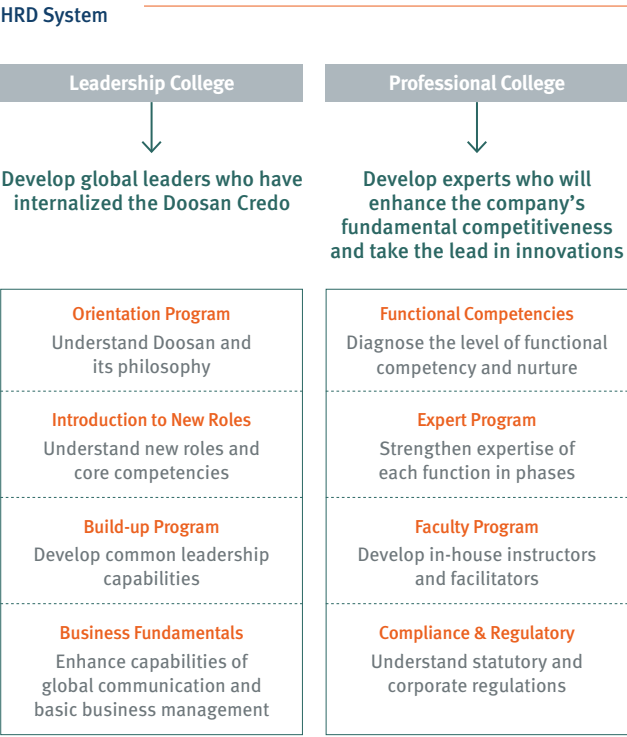 HRD System
Leadership College
Develop global leaders who have
internalized the Doosan Credo
Orientation Program
Understand Doosan and
its philosophy
Introduction to New Roles
Understand new roles and
core competencies
Build-up Program
Develop common leadership
capabilities
Business Fundamentals
Enhance capabilities of
global communication and
basic business management
Professional College
Develop experts who will
enhance the company’s
fundamental competitiveness
and take the lead in innovations
Functional Competencies
Diagnose the level of functional
competency and nurture
Expert Program
Strengthen expertise of
each function in phases
Faculty Program
Develop in-house instructors
and facilitators
Compliance & Regulatory
Understand statutory and
corporate regulations